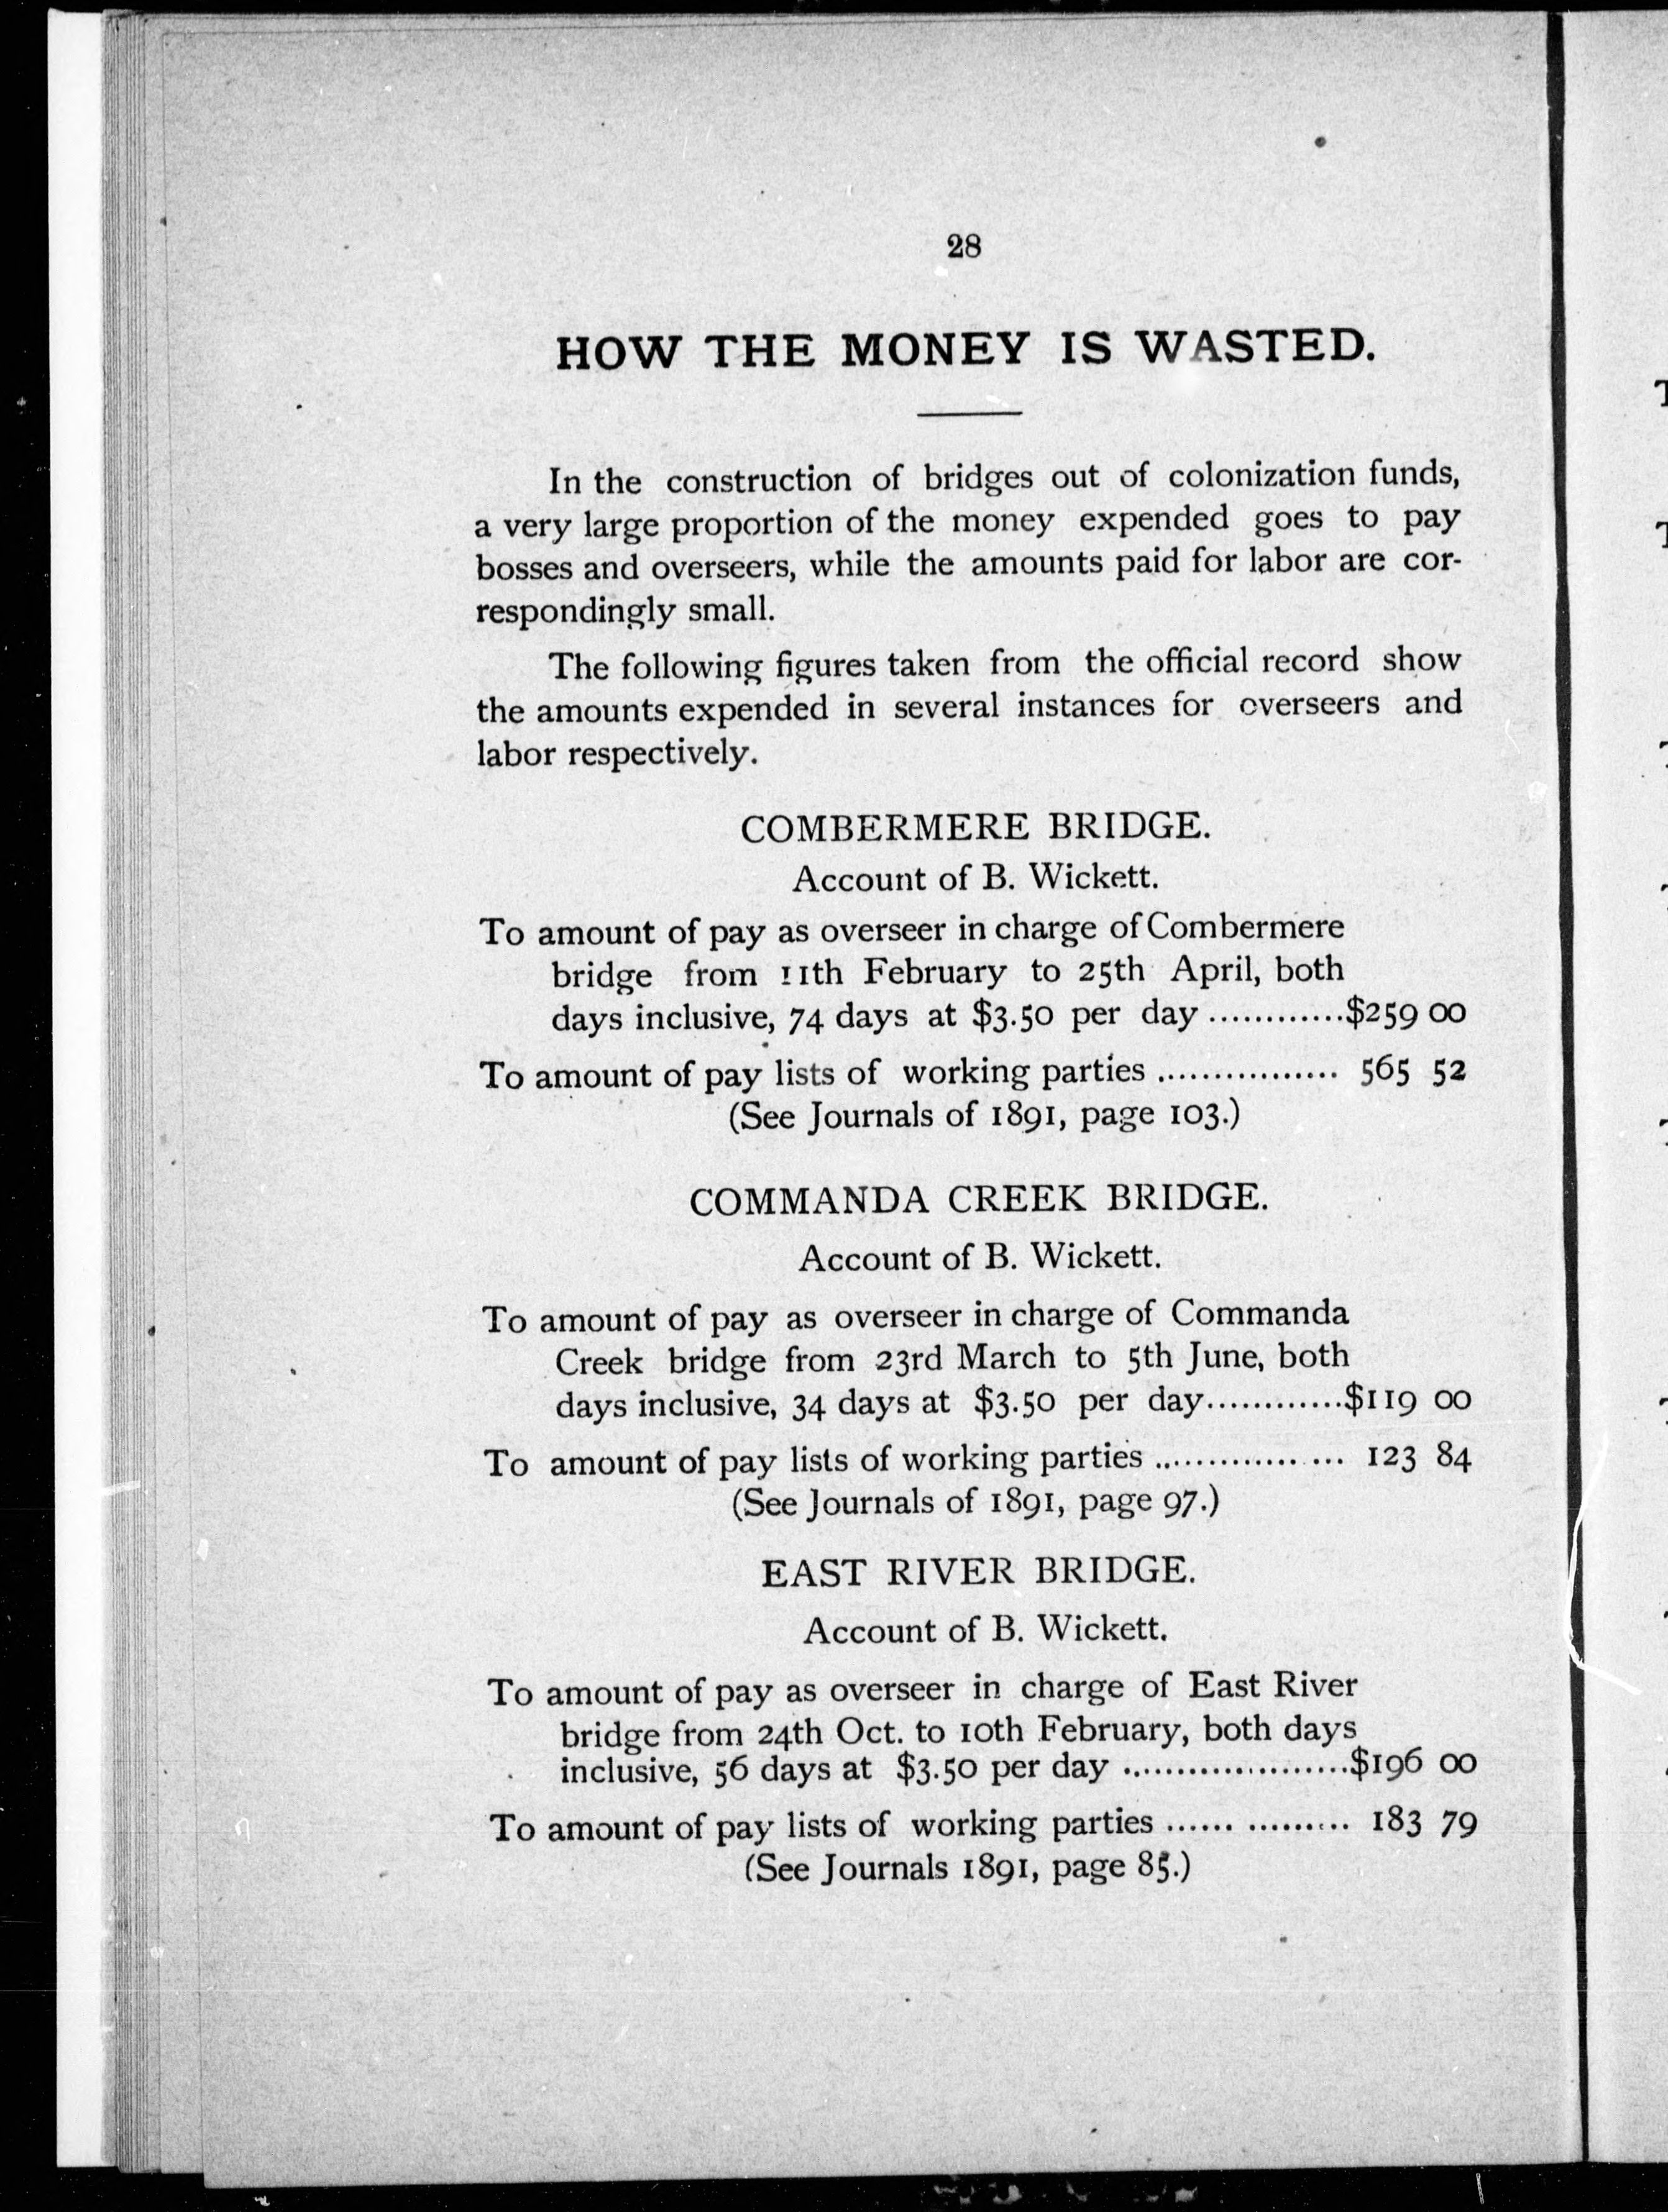 28
HOW THE MONEY IS WASTED.
In the construction of bridges out of colonization funds,
a very large proportion of the money expended goes to pay
bosses and overseers, while the amounts paid for labor are cor-
respondingly small.
The following figures taken from the official record show
the amounts expended in several instances for overseers and
labor respectively.
COMBERMERE BRIDGE.
Account of B. Wickett.
To amount of pay as overseer in charge of Combermere
bridge from 11th February to 25th April, both
days inclusive, 74 days at $3.50 per day ............$259 00
To amount of pay lists of working parties ................ 565 52
(See Journals of 1891, page 103.)
COMMANDA CREEK BRIDGE.
Account of B. Wickett.
To amount of pay as overseer in charge of Commanda
Creek bridge from 23rd March to 5th June, both
days inclusive, 34 days at $3.50 per day............$119 00
To amount of pay lists of working parties ................ 123 84
(See Journals of 1891, page 97.)
EAST RIVER BRIDGE.
Account of B. Wickett.
To amount of pay as overseer in charge of East River
bridge from 24th Oct. to 10th February, both days
inclusive, 56 days at $3.50 per day ....................$196 00
To amount of pay lists of working parties ...... ......... 183 79
(See Journals 1891, page 85.)